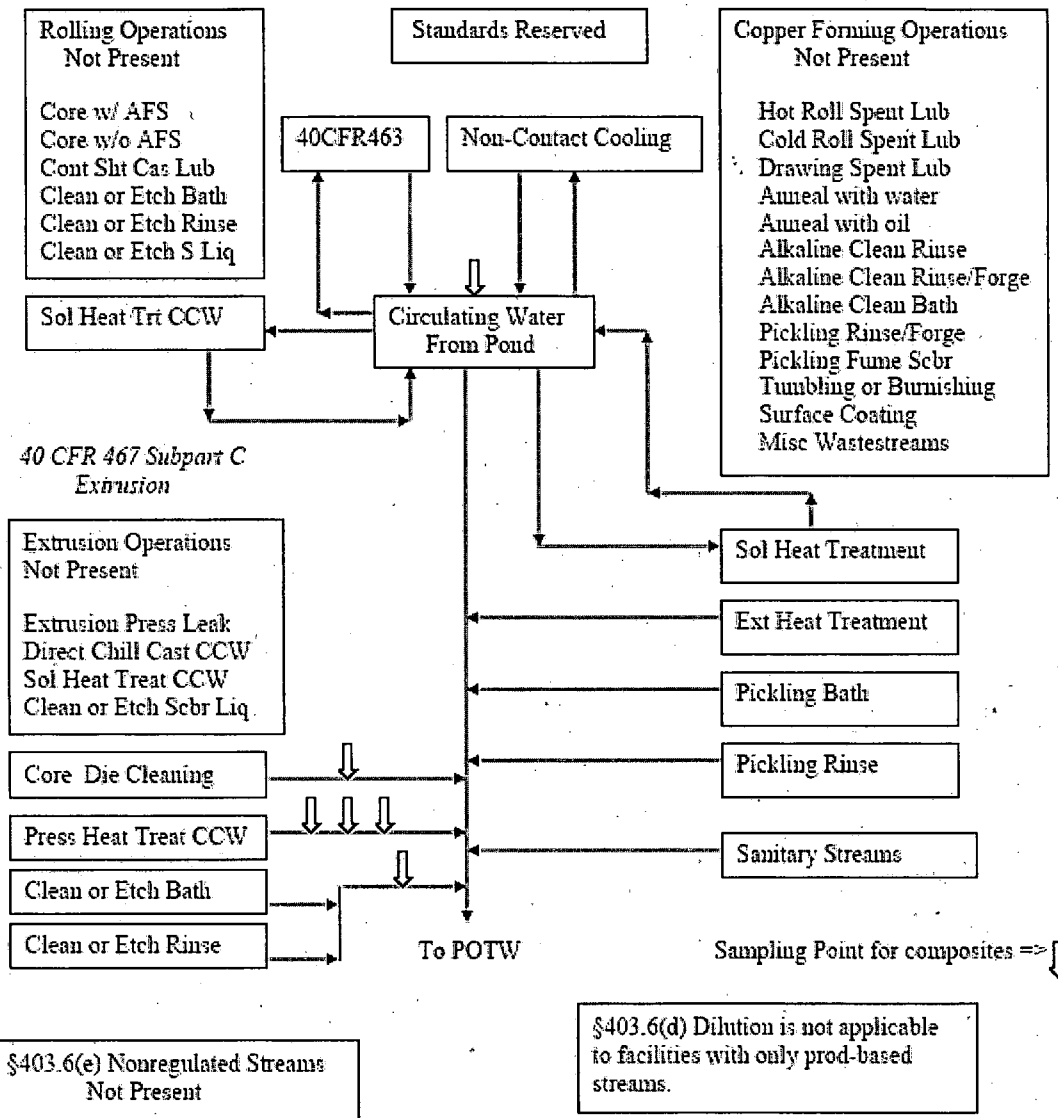 Rolling Operations
Not Present
Core w/ AFS
Core w/o AFS
Cont Sht Cas Lub
Clean or Etch Bath
Clean or Etch Rinse
Clean or Etch S Liq
Standards Reserved
40CFR463
Non-Contact Cooling
Copper Forming Operations
Not Present
Hot Roll Spent Lub
Cold Roll Spent Lub
Drawing Spent Lub
Anneal with water
Anneal with oil
Alkaline Clean Rinse
Alkaline Clean Rinse/Forge
Alkaline Clean Bath
Pickling Rinse/Forge
Pickling Fume Scbr
Tumbling or Burnishing
Surface Coating
Misc Wastestreams
Sol Heat Trt CCW
Circulating Water
From Pond
40 CFR 467 Subpart C
Extrusion
Extrusion Operations
Not Present
Extrusion Press Leak
Direct Chill Cast CCW
Sol Heat Treat CCW
Clean or Etch Scbr Liq
Sol Heat Treatment
Ext Heat Treatment
Pickling Bath
Pickling Rinse
Sanitary Streams
Core Die Cleaning
Press Heat Treat CCW
Clean or Etch Bath
Clean or Etch Rinse
To POTW
Sampling Point for composites =>
§403.6(e) Nonregulated Streams
Not Present
§403.6(d) Dilution is not applicable
to facilities with only prod-based
streams.